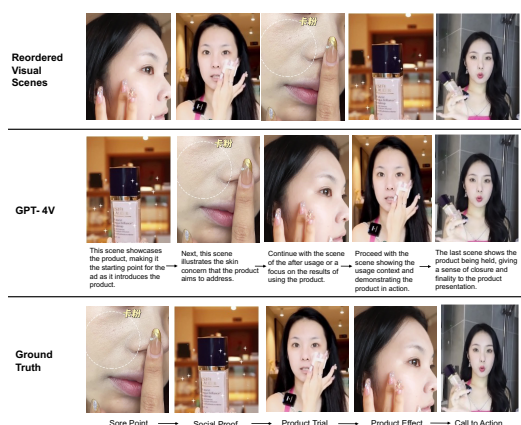 Reordered
Visual
Scenes
卡粉
GPT- 4V
卡粉
This scene showcases
the product, making it
the starting point for the
ad as it introduces the
product.
Next, this scene
illustrates the skin
concern that the product
aims to address.
Continue with the scene
of the after usage or a
focus on the results of
using the product.
Proceed with the
scene showing the
usage context and
demonstrating the
product in action.
The last scene shows the
product being held, giving
a sense of closure and
finality to the product
presentation.
Ground
Truth
卡粉
Sore Point
Social Proof
Product Trial
Product Effect
Call to Action